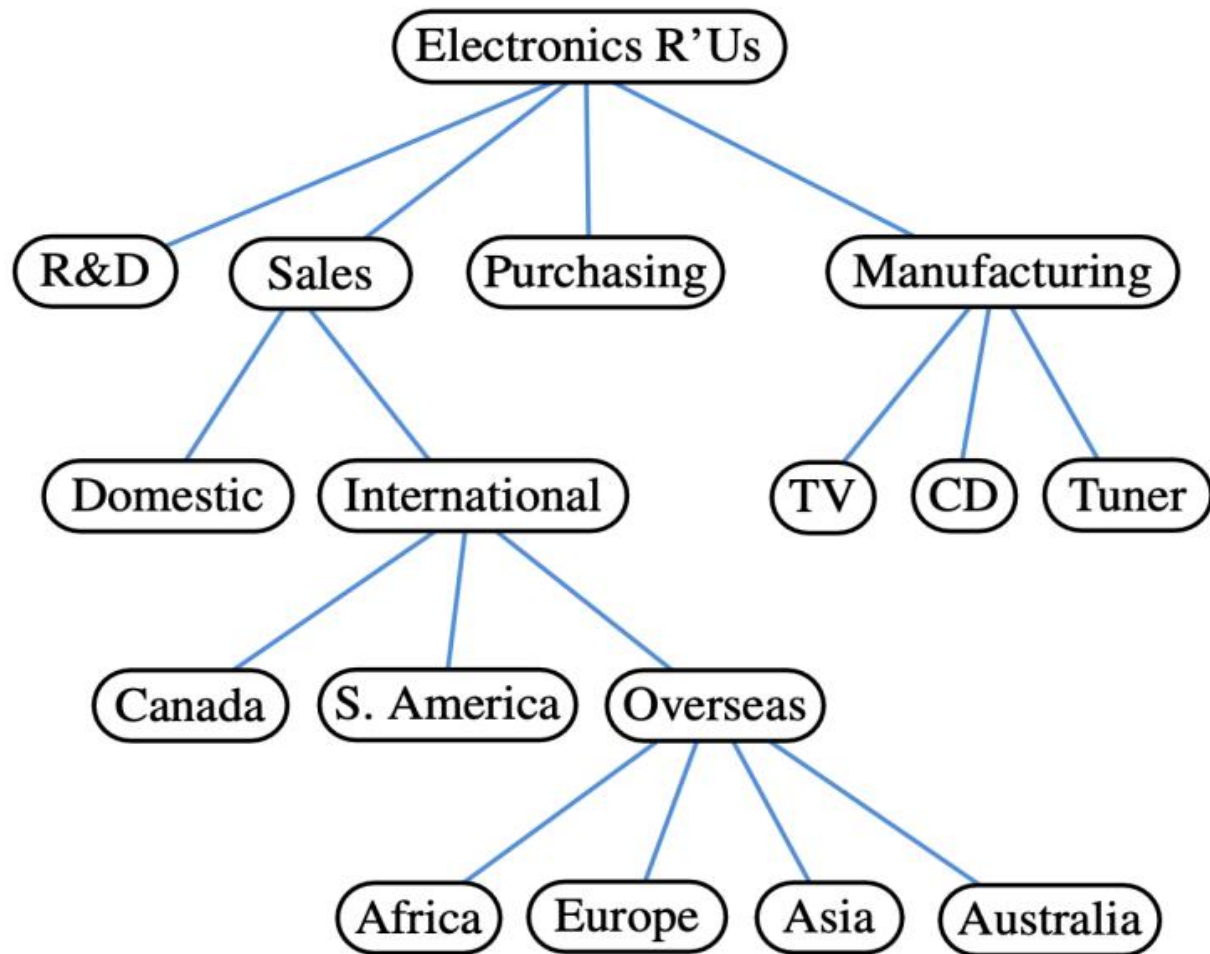 Electronics R'Us
R&D
Sales
Purchasing
Manufacturing
Domestic
International
TV
CD
Tuner
Canada
S. America
Overseas
Africa
Europe
Asia
Australia